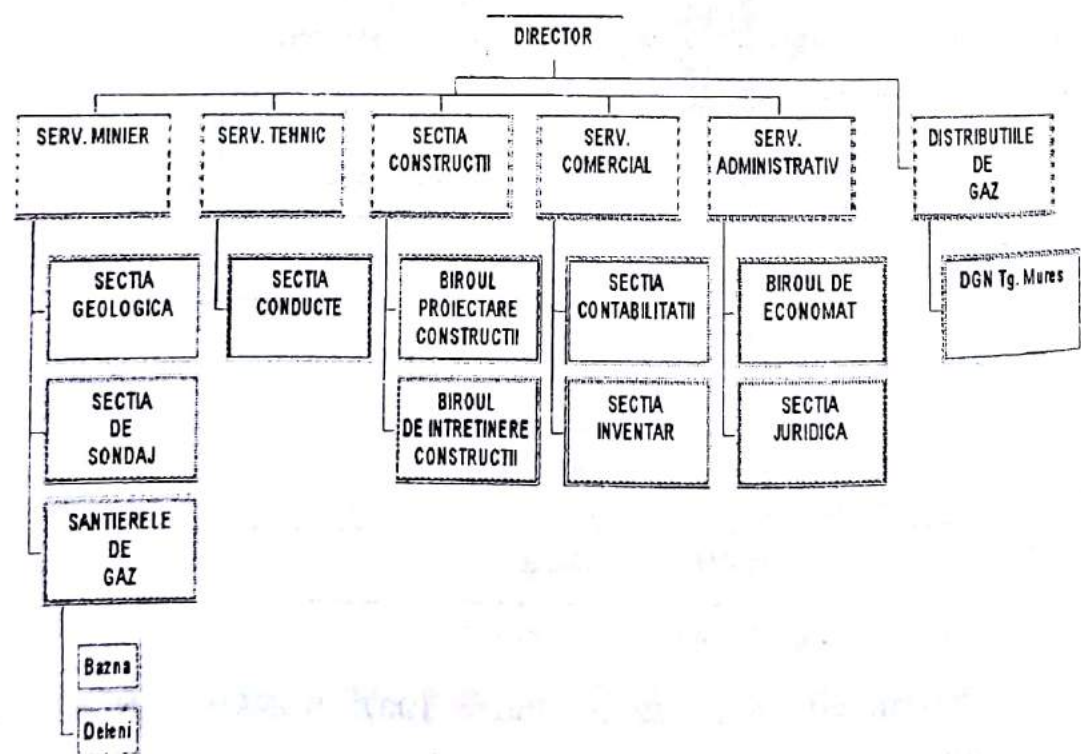 DIRECTOR
SERV. MINIER
SERV. TEHNIC
SECTIA
CONSTRUCTII
SERV.
COMERCIAL
SERV.
ADMINISTRATIV
DISTRIBUTIILE
DE
GAZ
SECTIA
GEOLOGICA
SECTIA
CONDUCTE
BIROUL
PROIECTARE
CONSTRUCTII
SECTIA
CONTABILITATII
BIROUL DE
ECONOMAT
DGN Tg. Mures
SECTIA
DE
SONDAJ
BIROUL
DE INTRETINERE
CONSTRUCTII
SECTIA
INVENTAR
SECTIA
JURIDICA
SANTIERELE
DE
GAZ
Bazna
Deleni